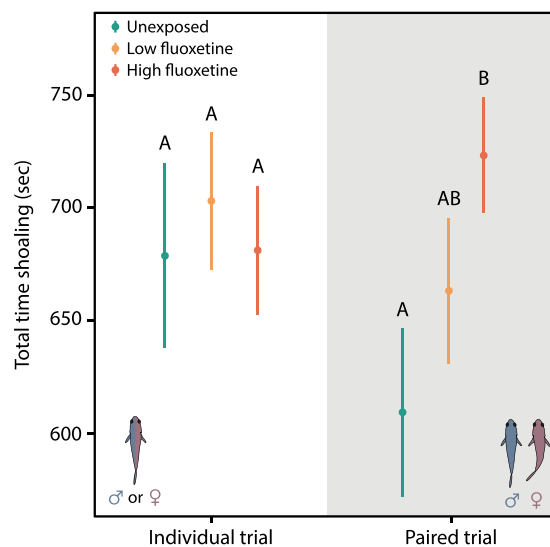 Unexposed
Low fluoxetine
High fluoxetine
Total time shoaling (sec)
750
700
650
600
A
A
A
A
AB
B
♂ or ♀
♂ ♀
Individual trial
Paired trial